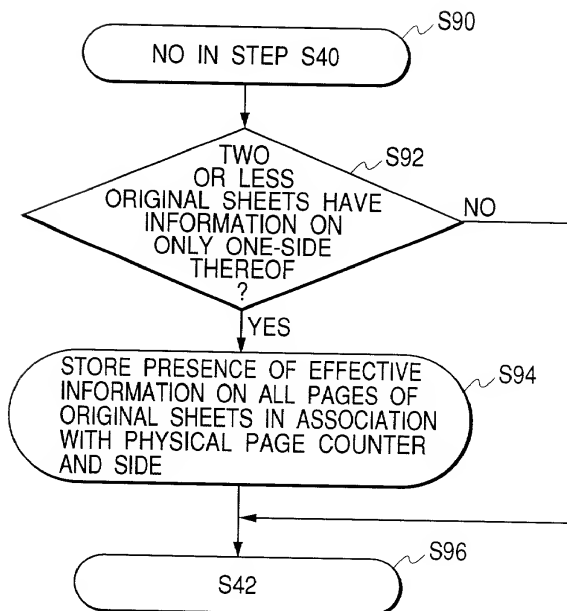 S90
NO IN STEP S40
S92
TWO
OR LESS
ORIGINAL SHEETS HAVE
INFORMATION ON
ONLY ONE-SIDE
THEREOF
?
NO
YES
S94
STORE PRESENCE OF EFFECTIVE
INFORMATION ON ALL PAGES OF
ORIGINAL SHEETS IN ASSOCIATION
WITH PHYSICAL PAGE COUNTER
AND SIDE
S96
S42